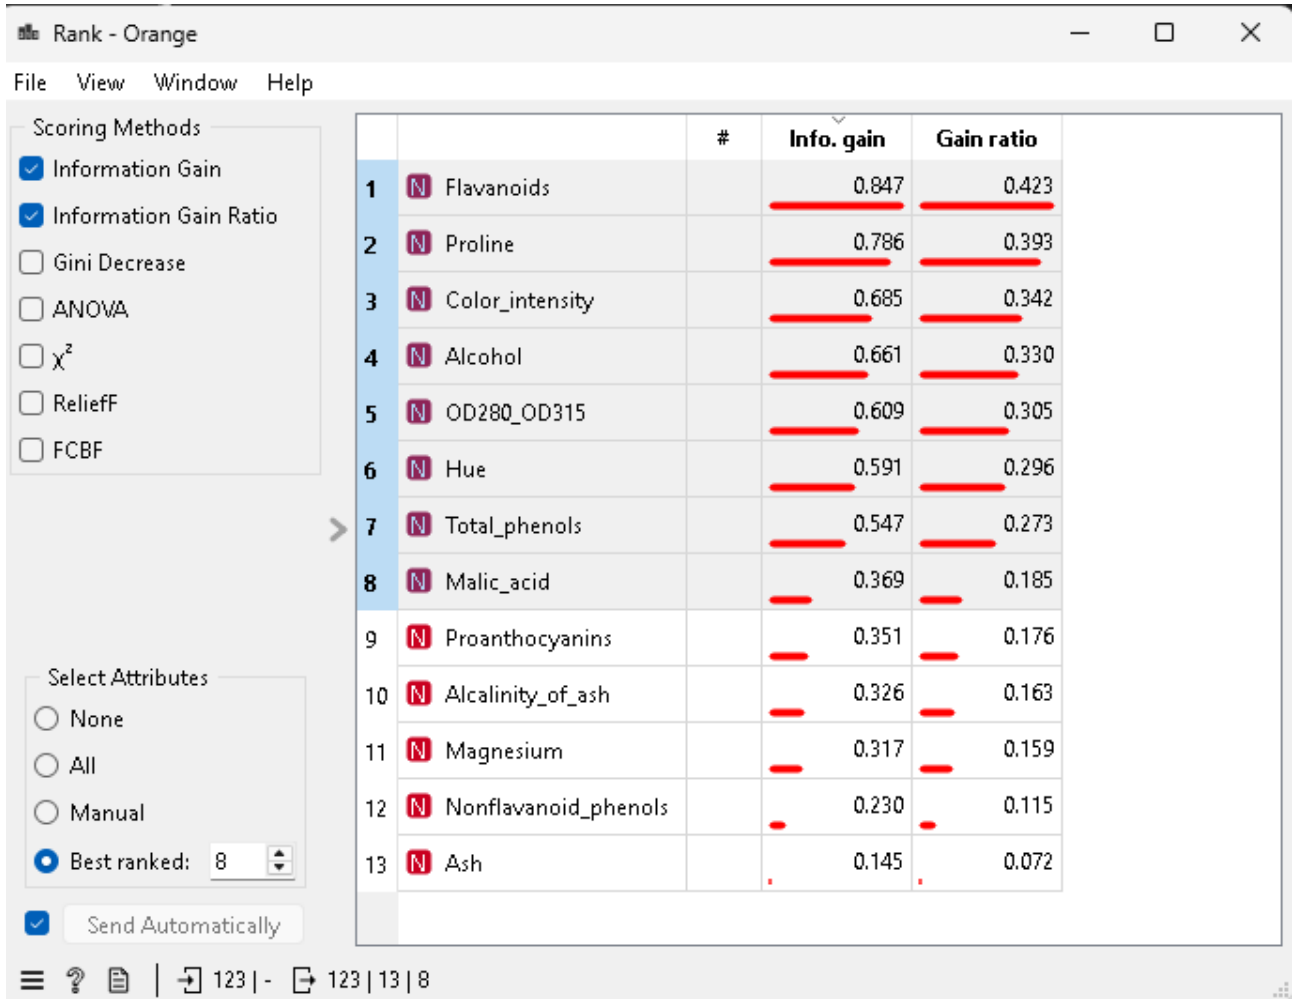 Rank - Orange
File View Window Help
Scoring Methods
Information Gain
Information Gain Ratio
Gini Decrease
ANOVA
χ²
ReliefF
FCBF
Select Attributes
None
All
Manual
Best ranked: 8
Send Automatically
# Info. gain Gain ratio
1 N Flavanoids 0.847 0.423
2 N Proline 0.786 0.393
3 N Color_intensity 0.685 0.342
4 N Alcohol 0.661 0.330
5 N OD280_OD315 0.609 0.305
6 N Hue 0.591 0.296
7 N Total_phenols 0.547 0.273
8 N Malic_acid 0.369 0.185
9 N Proanthocyanins 0.351 0.176
10 N Alcalinity_of_ash 0.326 0.163
11 N Magnesium 0.317 0.159
12 N Nonflavanoid_phenols 0.230 0.115
13 N Ash 0.145 0.072
? | 123 | - 123 | 13 | 8